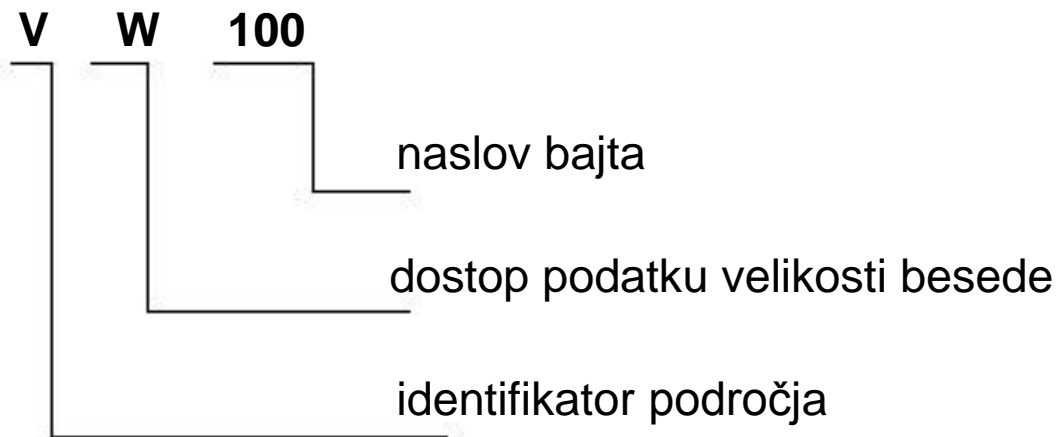 V W 100
naslov bajta
dostop podatku velikosti besede
identifikator področja